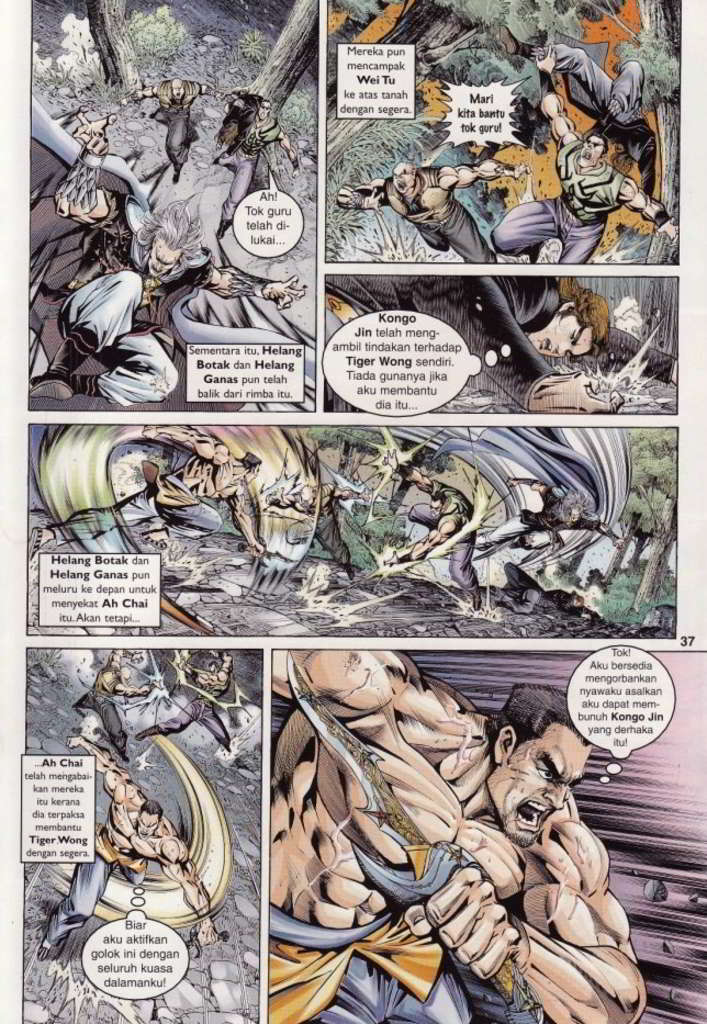 Ah!
Tok guru
telah di-
lukai...
Sementara itu, Helang
Botak dan Helang
Ganas pun telah
balik dari rimba itu.
Mereka pun
mencampak
Wei Tu
ke atas tanah
dengan segera.
Mari
kita bantu
tok guru!
Kongo
Jin telah meng-
ambil tindakan terhadap
Tiger Wong sendiri.
Tiada gunanya jika
aku membantu
dia itu...
Helang Botak dan
Helang Ganas pun
meluru ke depan untuk
menyekat Ah Chai
itu. Akan tetapi...
37
...Ah Chai
telah mengabai-
kan mereka
itu kerana
dia terpaksa
membantu
Tiger Wong
dengan segera.
Biar
aku aktifkan
golok ini dengan
seluruh kuasa
dalamanku!
Tok!
Aku bersedia
mengorbankan
nyawaku asalkan
aku dapat mem-
bunuh Kongo Jin
yang derhaka
itu!